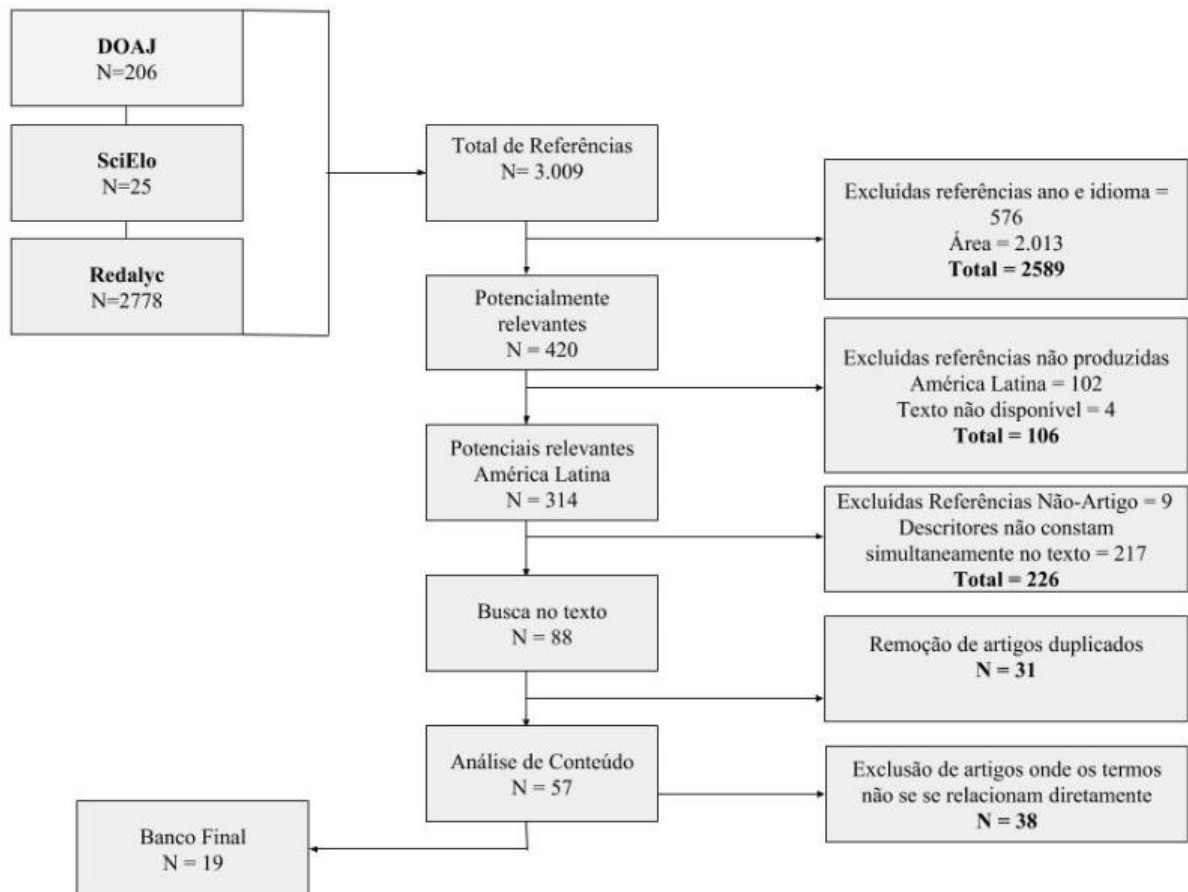 DOAJ
N=206
SciElo
N=25
Redalyc
N=2778
Total de Referências
N= 3.009
Excluídas referências ano e idioma =
576
Área = 2.013
Total = 2589
Potencialmente
relevantes
N = 420
Excluídas referências não produzidas
América Latina = 102
Texto não disponível = 4
Total = 106
Potenciais relevantes
América Latina
N = 314
Excluídas Referências Não-Artigo = 9
Descritores não constam
simultaneamente no texto = 217
Total = 226
Busca no texto
N = 88
Remoção de artigos duplicados
N = 31
Análise de Conteúdo
N = 57
Exclusão de artigos onde os termos
não se se relacionam diretamente
N = 38
Banco Final
N = 19